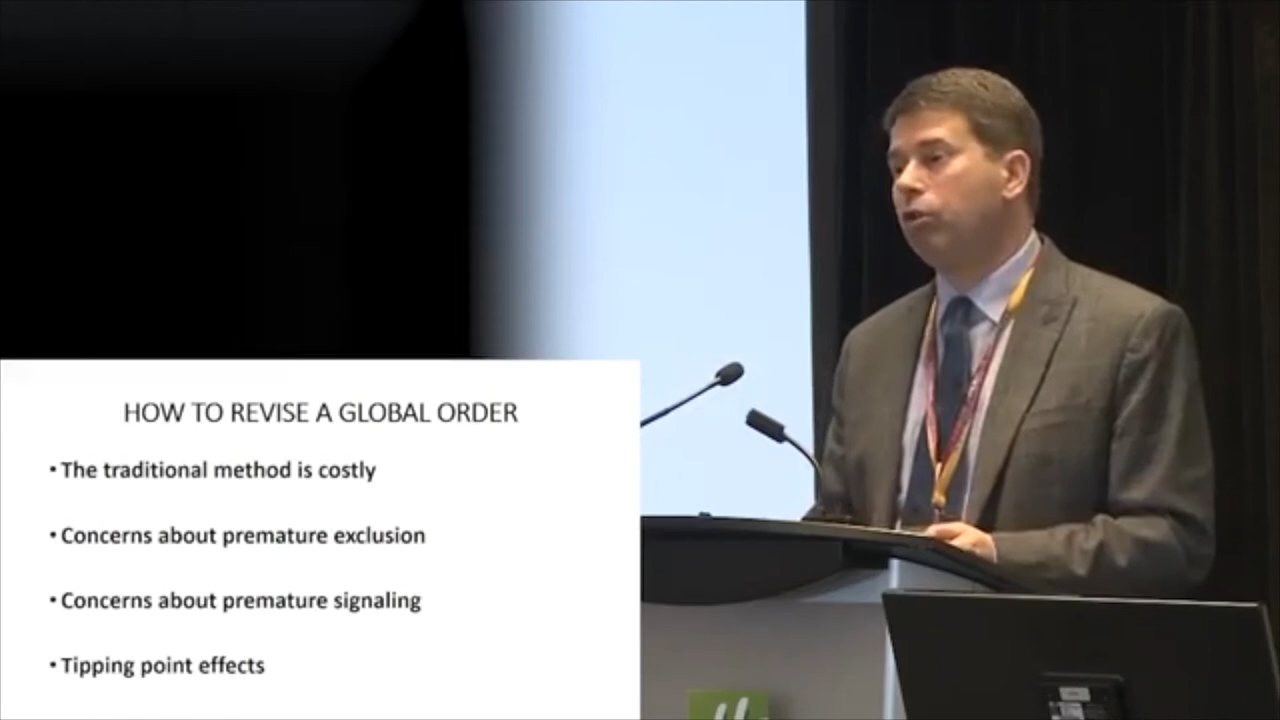 HOW TO REVISE A GLOBAL ORDER
• The traditional method is costly
• Concerns about premature exclusion
• Concerns about premature signaling
• Tipping point effects